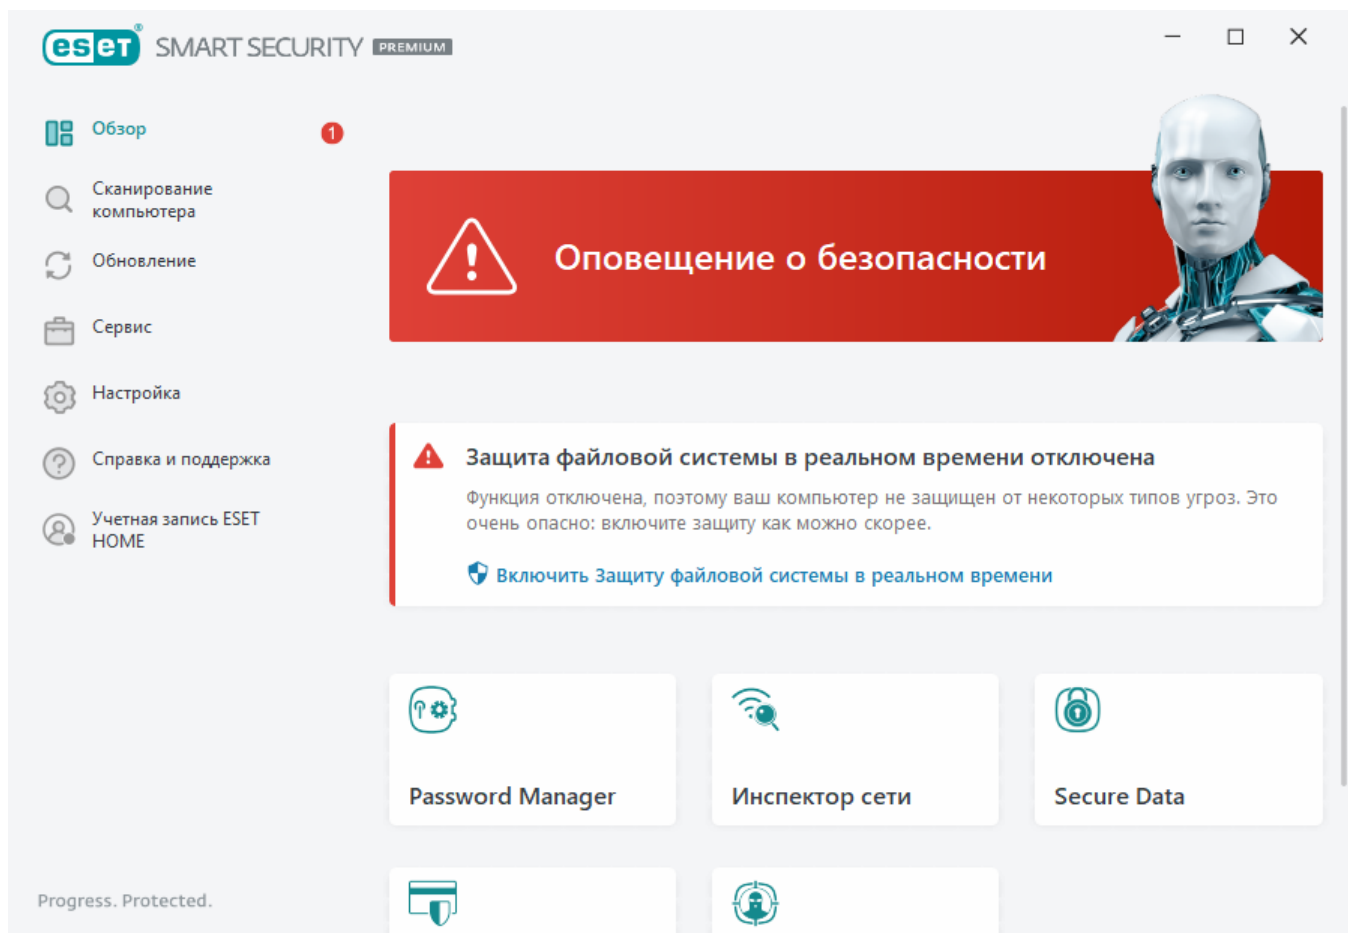 eset® SMART SECURITY PREMIUM
Обзор
1
Сканирование
компьютера
Обновление
Сервис
Настройка
Справка и поддержка
Учетная запись ESET
HOME
Progress. Protected.
Оповещение о безопасности
Защита файловой системы в реальном времени отключена
Функция отключена, поэтому ваш компьютер не защищен от некоторых типов угроз. Это
очень опасно: включите защиту как можно скорее.
Включить Защиту файловой системы в реальном времени
Password Manager
Инспектор сети
Secure Data